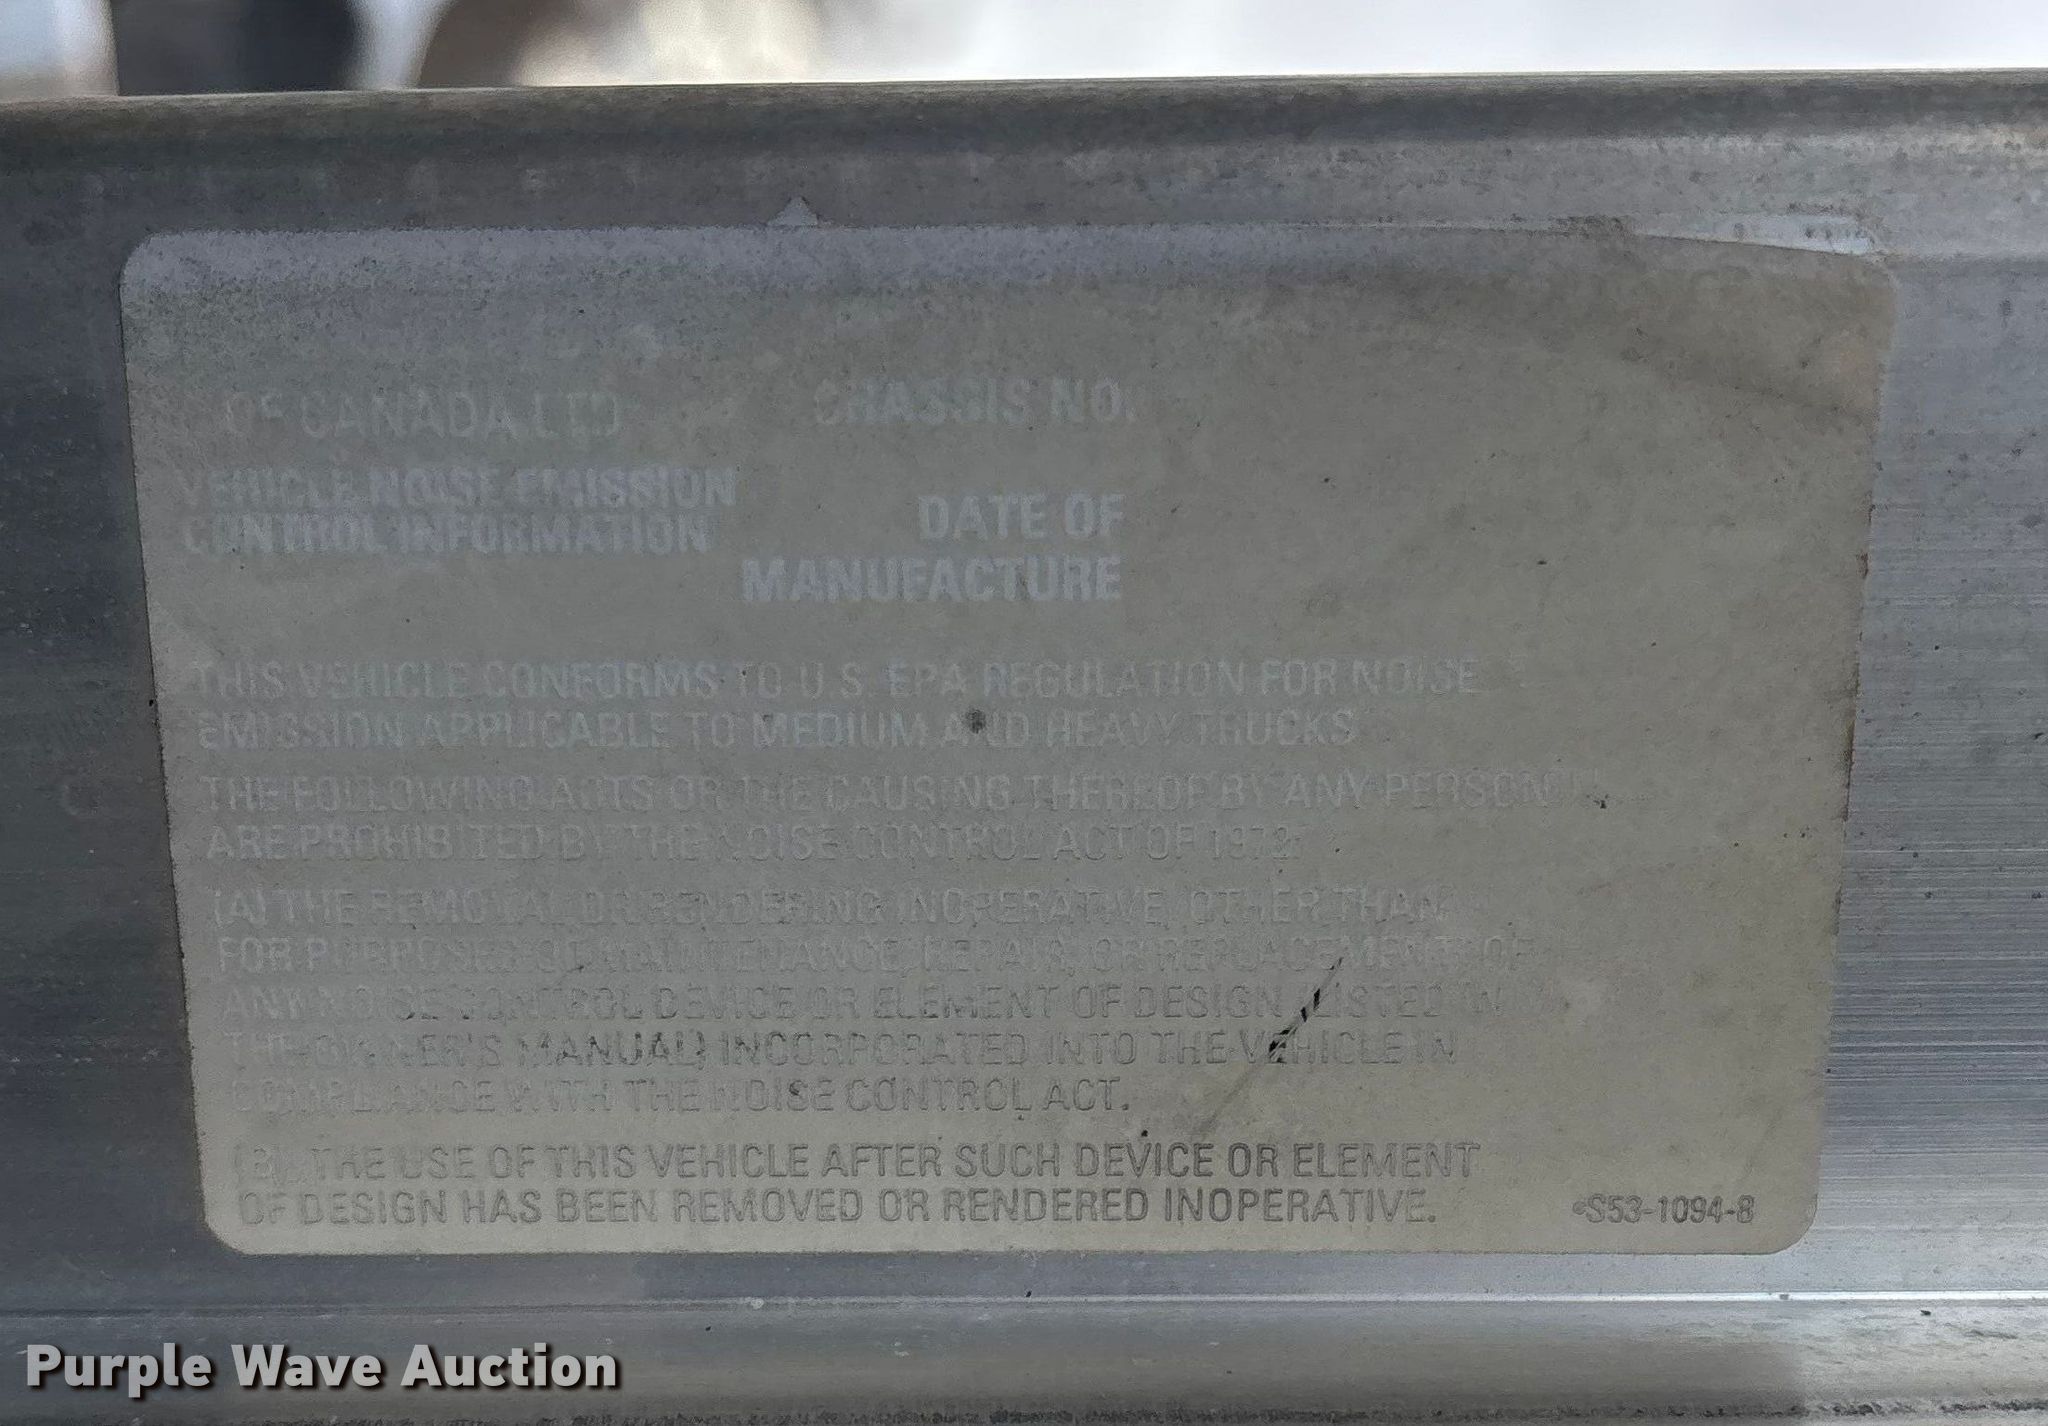 OF CANADA LTD
CHASSIS NO.
VEHICLE NOISE EMISSION
CONTROL INFORMATION
DATE OF
MANUFACTURE
THIS VEHICLE CONFORMS TO U.S. EPA REGULATION FOR NOISE
EMISSION APPLICABLE TO MEDIUM AND HEAVY TRUCKS
THE FOLLOWING ACTS OR THE CAUSING THEREOF BY ANY PERSON
ARE PROHIBITED BY THE NOISE CONTROL ACT OF 1972:
(A) THE REMOVAL OR RENDERING INOPERATIVE, OTHER THAN
FOR PURPOSES OF MAINTENANCE, REPAIR, OR REPLACEMENT, OF
ANY NOISE CONTROL DEVICE OR ELEMENT OF DESIGN (LISTED IN
THE OWNER'S MANUAL) INCORPORATED INTO THE VEHICLE IN
COMPLIANCE WITH THE NOISE CONTROL ACT.
(B) THE USE OF THIS VEHICLE AFTER SUCH DEVICE OR ELEMENT
OF DESIGN HAS BEEN REMOVED OR RENDERED INOPERATIVE.
S53-1094-8
Purple Wave Auction